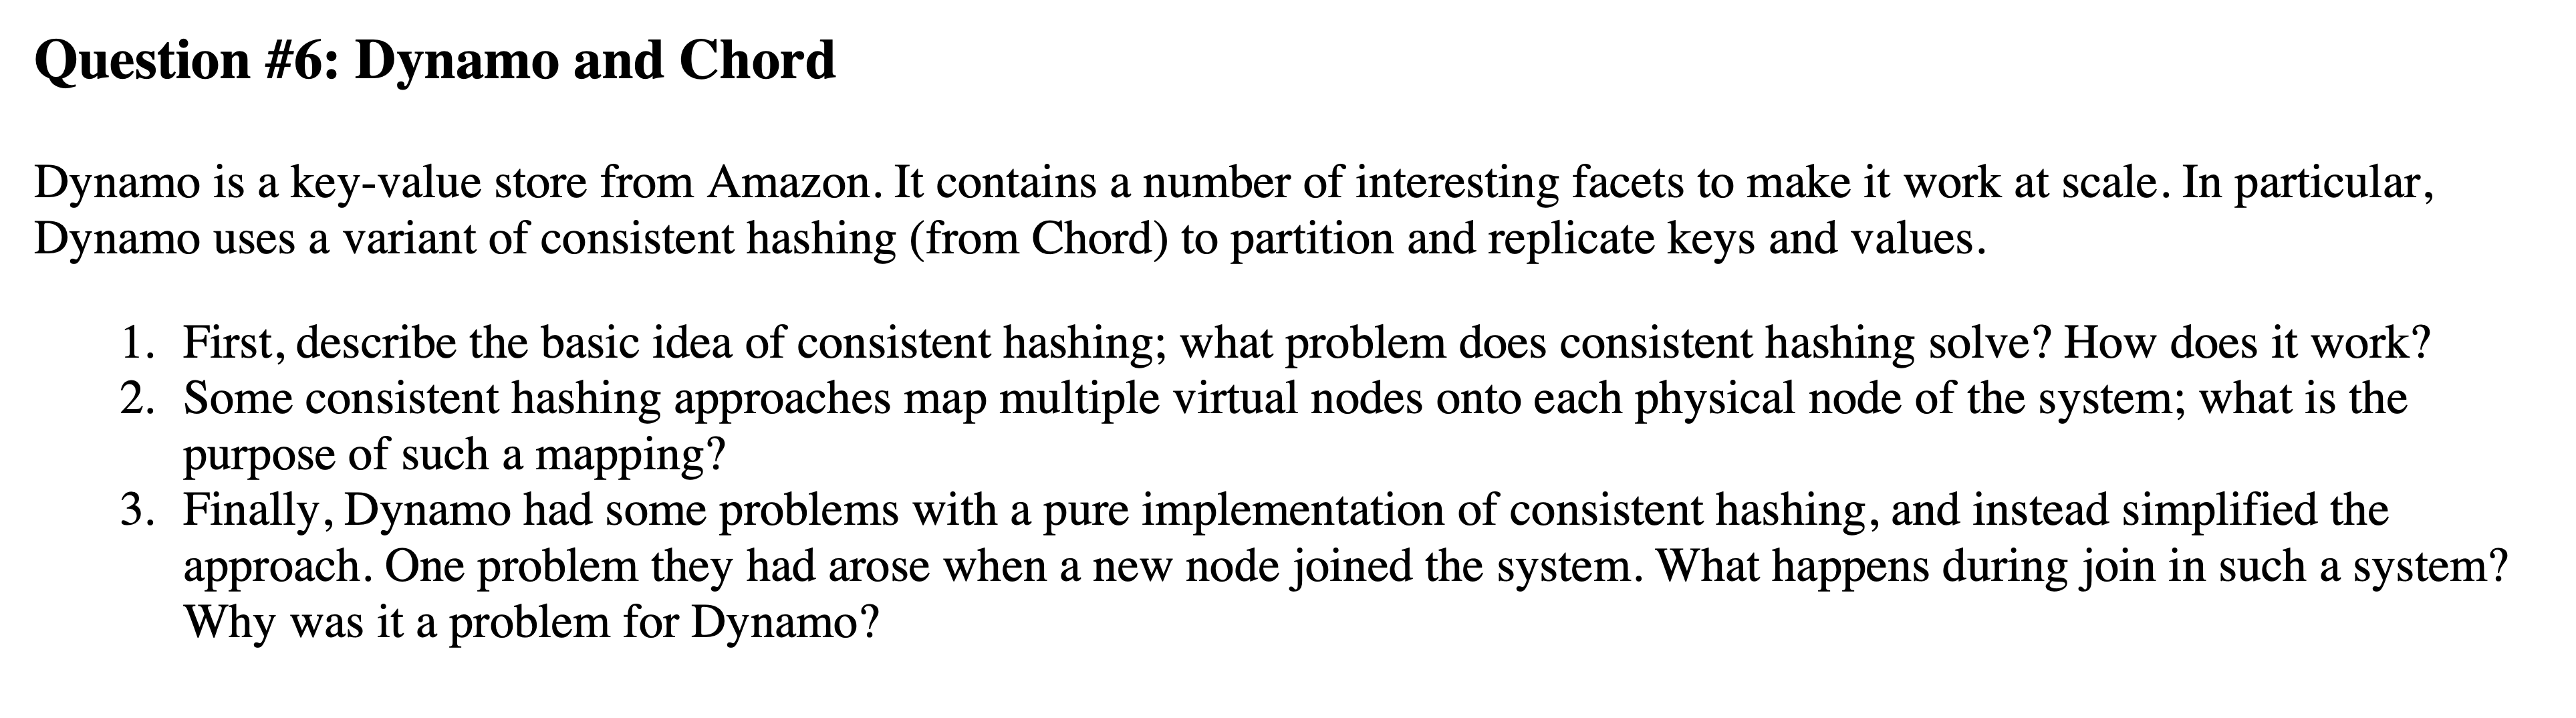 Question #6: Dynamo and Chord
Dynamo is a key-value store from Amazon. It contains a number of interesting facets to make it work at scale. In particular,
Dynamo uses a variant of consistent hashing (from Chord) to partition and replicate keys and values.
1. First, describe the basic idea of consistent hashing; what problem does consistent hashing solve? How does it work?
2. Some consistent hashing approaches map multiple virtual nodes onto each physical node of the system; what is the
purpose of such a mapping?
3. Finally, Dynamo had some problems with a pure implementation of consistent hashing, and instead simplified the
approach. One problem they had arose when a new node joined the system. What happens during join in such a system?
Why was it a problem for Dynamo?